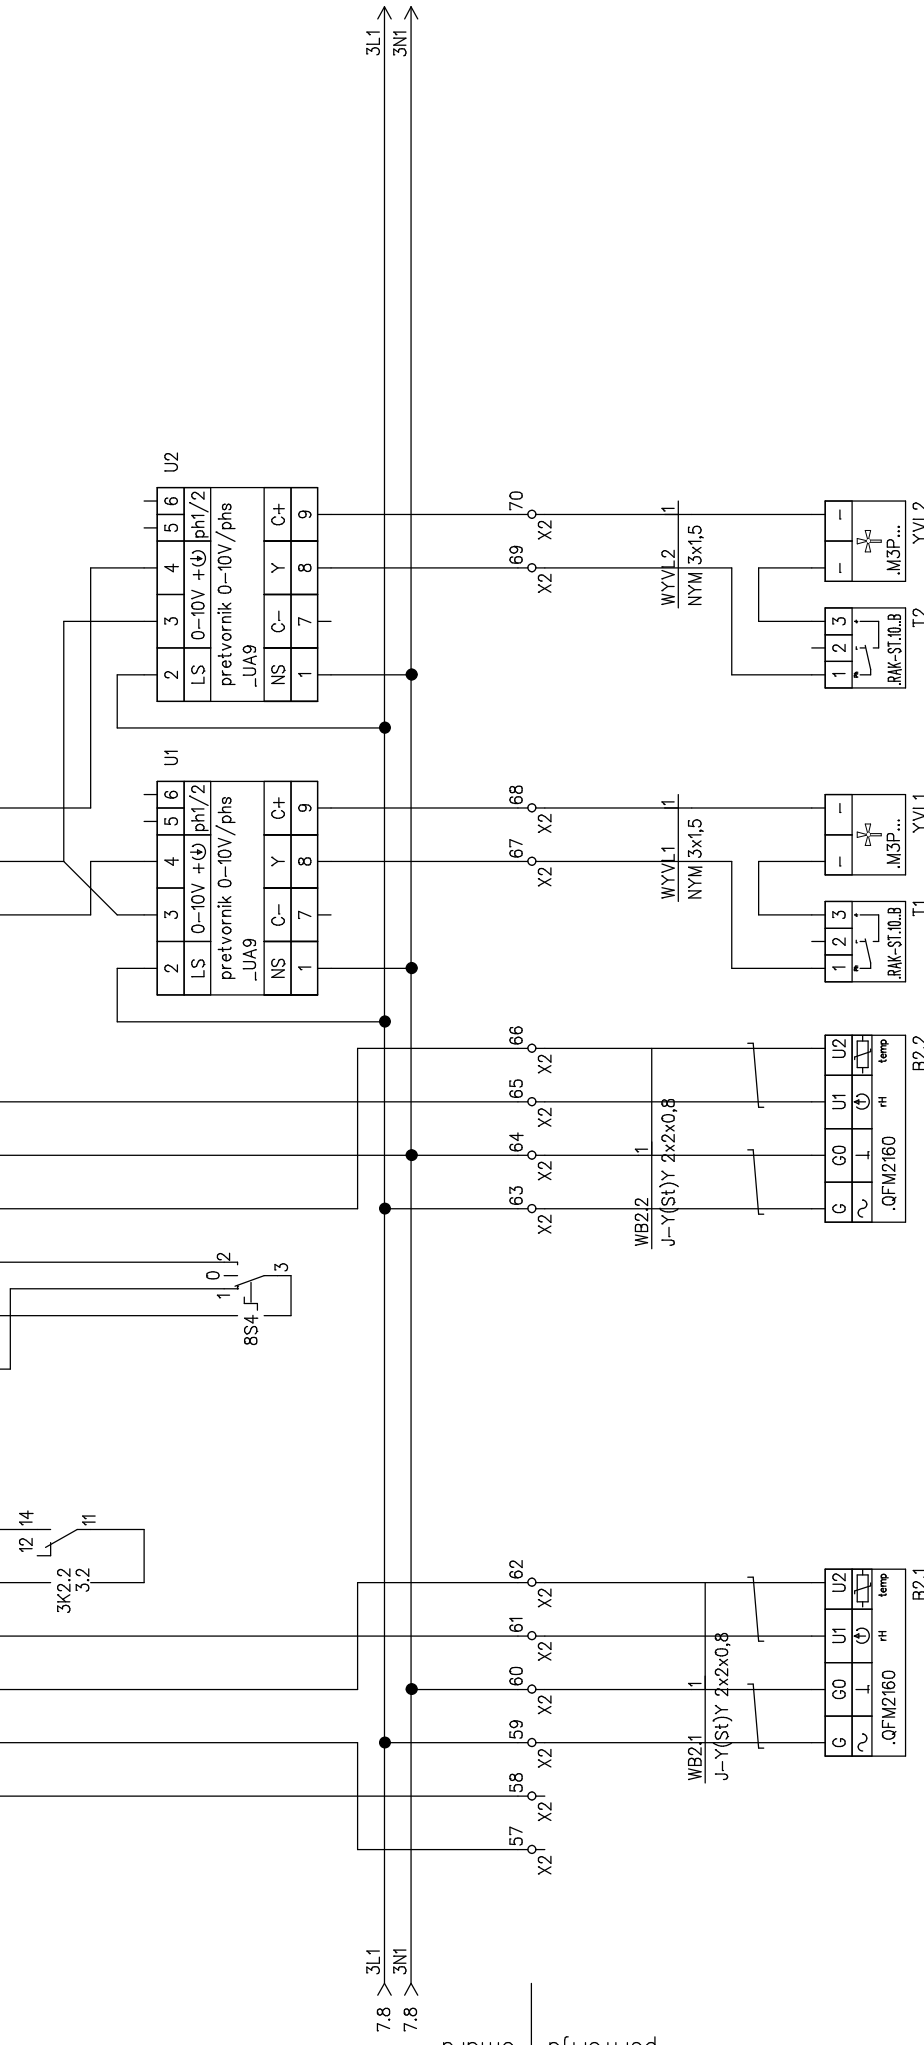 7.8 3L1 3L1
7.8 3N1 3N1
12 14
11
3K2.2
3.2
1 0 2
3
8S4
U1
2 3 4 5 6
LS 0-10V + ph1/2
pretvornik 0-10V/phs
_UA9
NS C- Y C+
1 7 8 9
U2
2 3 4 5 6
LS 0-10V + ph1/2
pretvornik 0-10V/phs
_UA9
NS C- Y C+
1 7 8 9
57 58 59 60 61 62 63 64 65 66 67 68 69 70
X2 X2 X2 X2 X2 X2 X2 X2 X2 X2 X2 X2 X2 X2
WB2.1 1
J-Y(St)Y 2x2x0,8
WB2.2 1
J-Y(St)Y 2x2x0,8
WYVL1 1
NYM 3x1,5
WYVL2 1
NYM 3x1,5
G G0 U1 U2
rH temp
.QFM2160
B2.1
G G0 U1 U2
rH temp
.QFM2160
B2.2
1 2 3
.RAK-ST.10..B
T1
.M3P...
YVL1
1 2 3
.RAK-ST.10..B
T2
.M3P...
YVL2